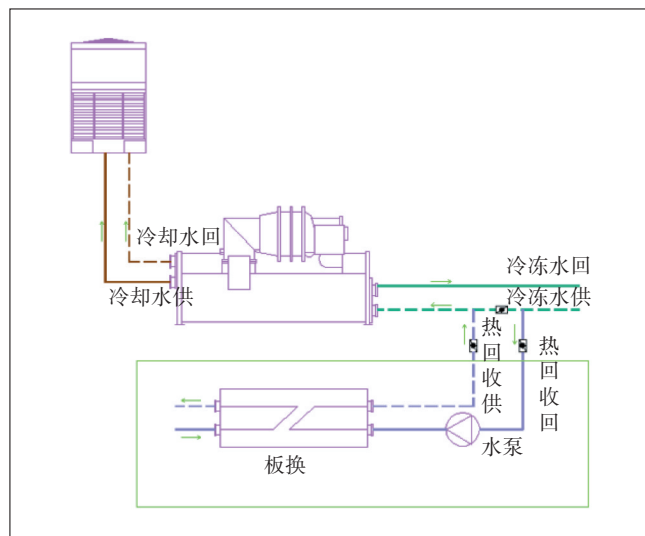 冷却水回
冷却水供
冷冻水回
冷冻水供
热回收供
热回收回
水泵
板换